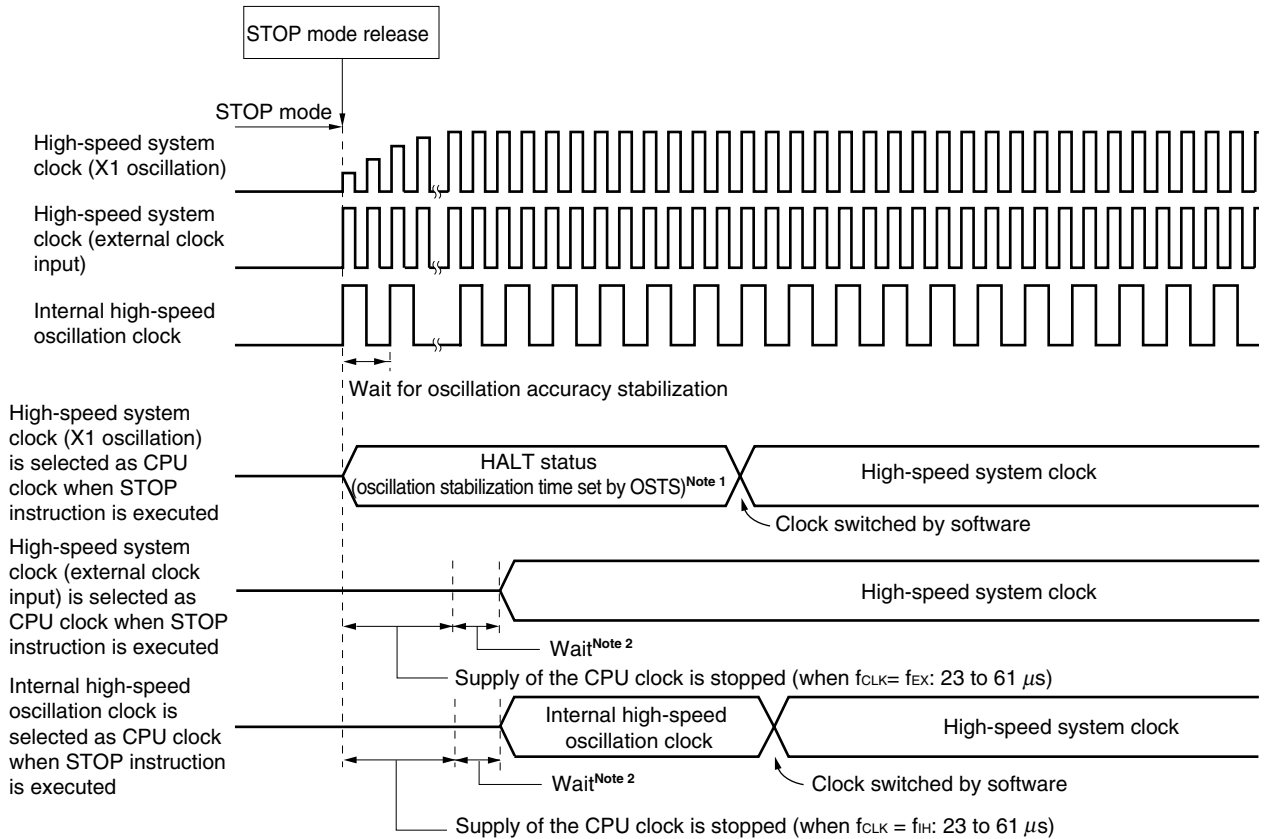 STOP mode release
STOP mode
High-speed system
clock (X1 oscillation)
High-speed system
clock (external clock
input)
Internal high-speed
oscillation clock
Wait for oscillation accuracy stabilization
High-speed system
clock (X1 oscillation)
is selected as CPU
clock when STOP
instruction is executed
HALT status
(oscillation stabilization time set by OSTS)Note 1
High-speed system clock
Clock switched by software
High-speed system
clock (external clock
input) is selected as
CPU clock when STOP
instruction is executed
High-speed system clock
WaitNote 2
Supply of the CPU clock is stopped (when fCLK= fEX: 23 to 61 μs)
Internal high-speed
oscillation clock is
selected as CPU clock
when STOP instruction
is executed
Internal high-speed
oscillation clock
High-speed system clock
WaitNote 2
Clock switched by software
Supply of the CPU clock is stopped (when fCLK = fIH: 23 to 61 μs)